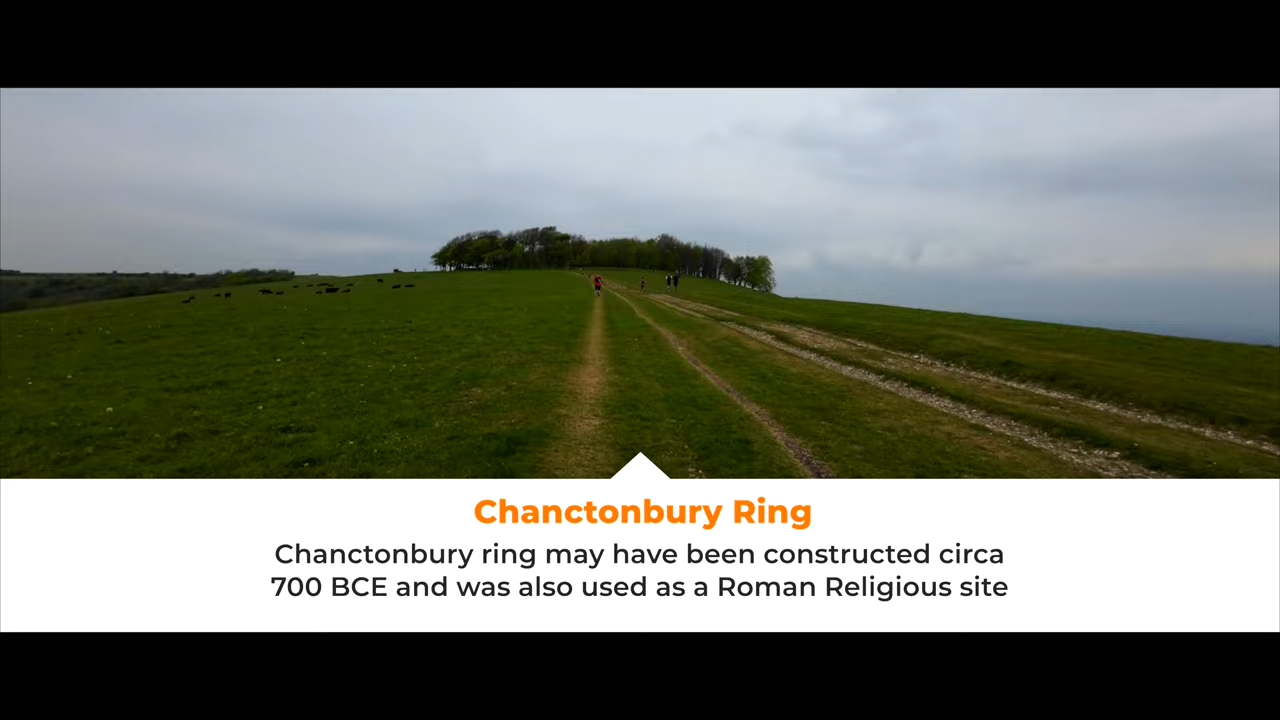 Chanctonbury Ring
Chanctonbury ring may have been constructed circa
700 BCE and was also used as a Roman Religious site